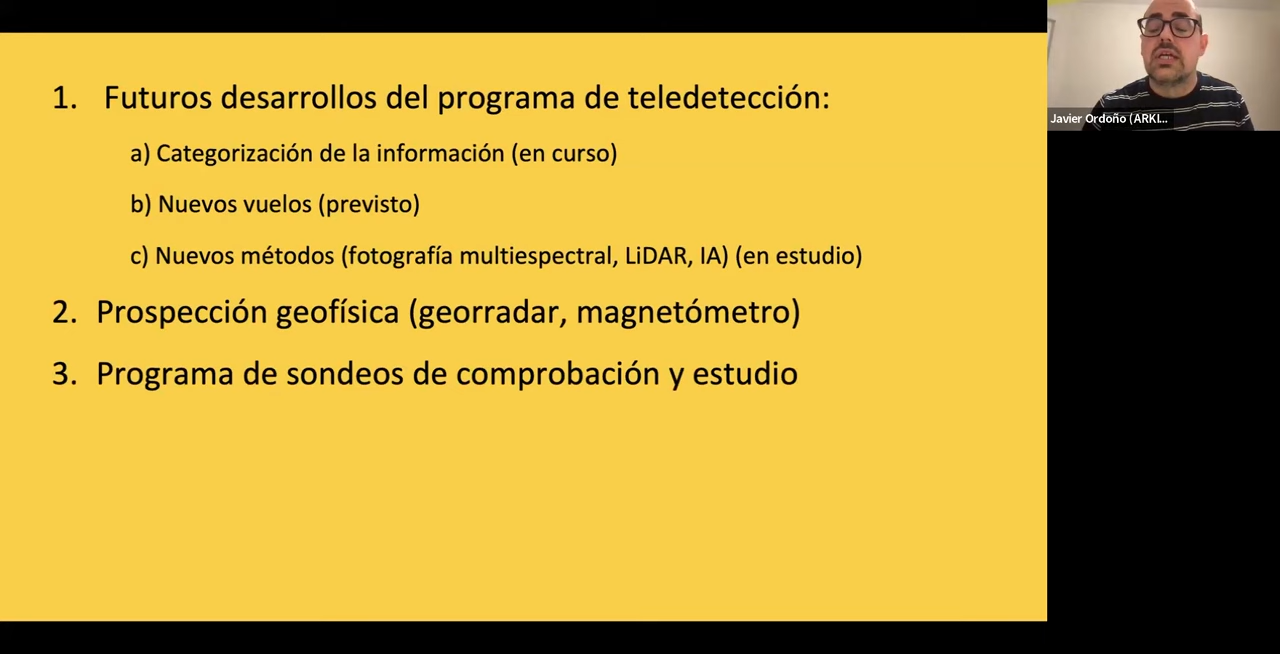 1. Futuros desarrollos del programa de teledetección:
a) Categorización de la información (en curso)
b) Nuevos vuelos (previsto)
c) Nuevos métodos (fotografía multiespectral, LiDAR, IA) (en estudio)
2. Prospección geofísica (georradar, magnetómetro)
3. Programa de sondeos de comprobación y estudio
Javier Ordoño (ARKI...